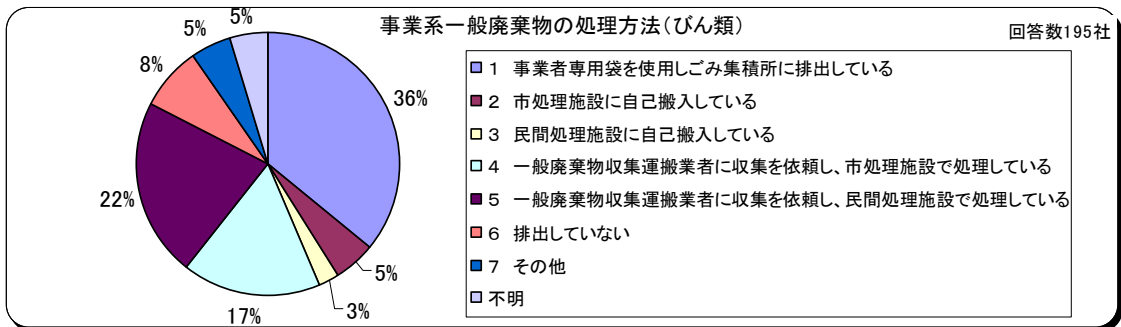 事業系一般廃棄物の処理方法(びん類)
回答数195社
5%
5%
8%
36%
22%
5%
3%
17%
1 事業者専用袋を使用しごみ集積所に排出している
2 市処理施設に自己搬入している
3 民間処理施設に自己搬入している
4 一般廃棄物収集運搬業者に収集を依頼し、市処理施設で処理している
5 一般廃棄物収集運搬業者に収集を依頼し、民間処理施設で処理している
6 排出していない
7 その他
不明